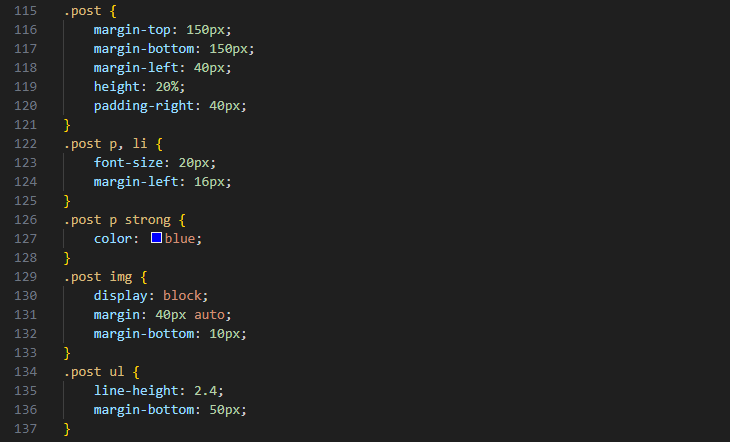 115 .post {
116     margin-top: 150px;
117     margin-bottom: 150px;
118     margin-left: 40px;
119     height: 20%;
120     padding-right: 40px;
121 }
122 .post p, li {
123     font-size: 20px;
124     margin-left: 16px;
125 }
126 .post p strong {
127     color: blue;
128 }
129 .post img {
130     display: block;
131     margin: 40px auto;
132     margin-bottom: 10px;
133 }
134 .post ul {
135     line-height: 2.4;
136     margin-bottom: 50px;
137 }